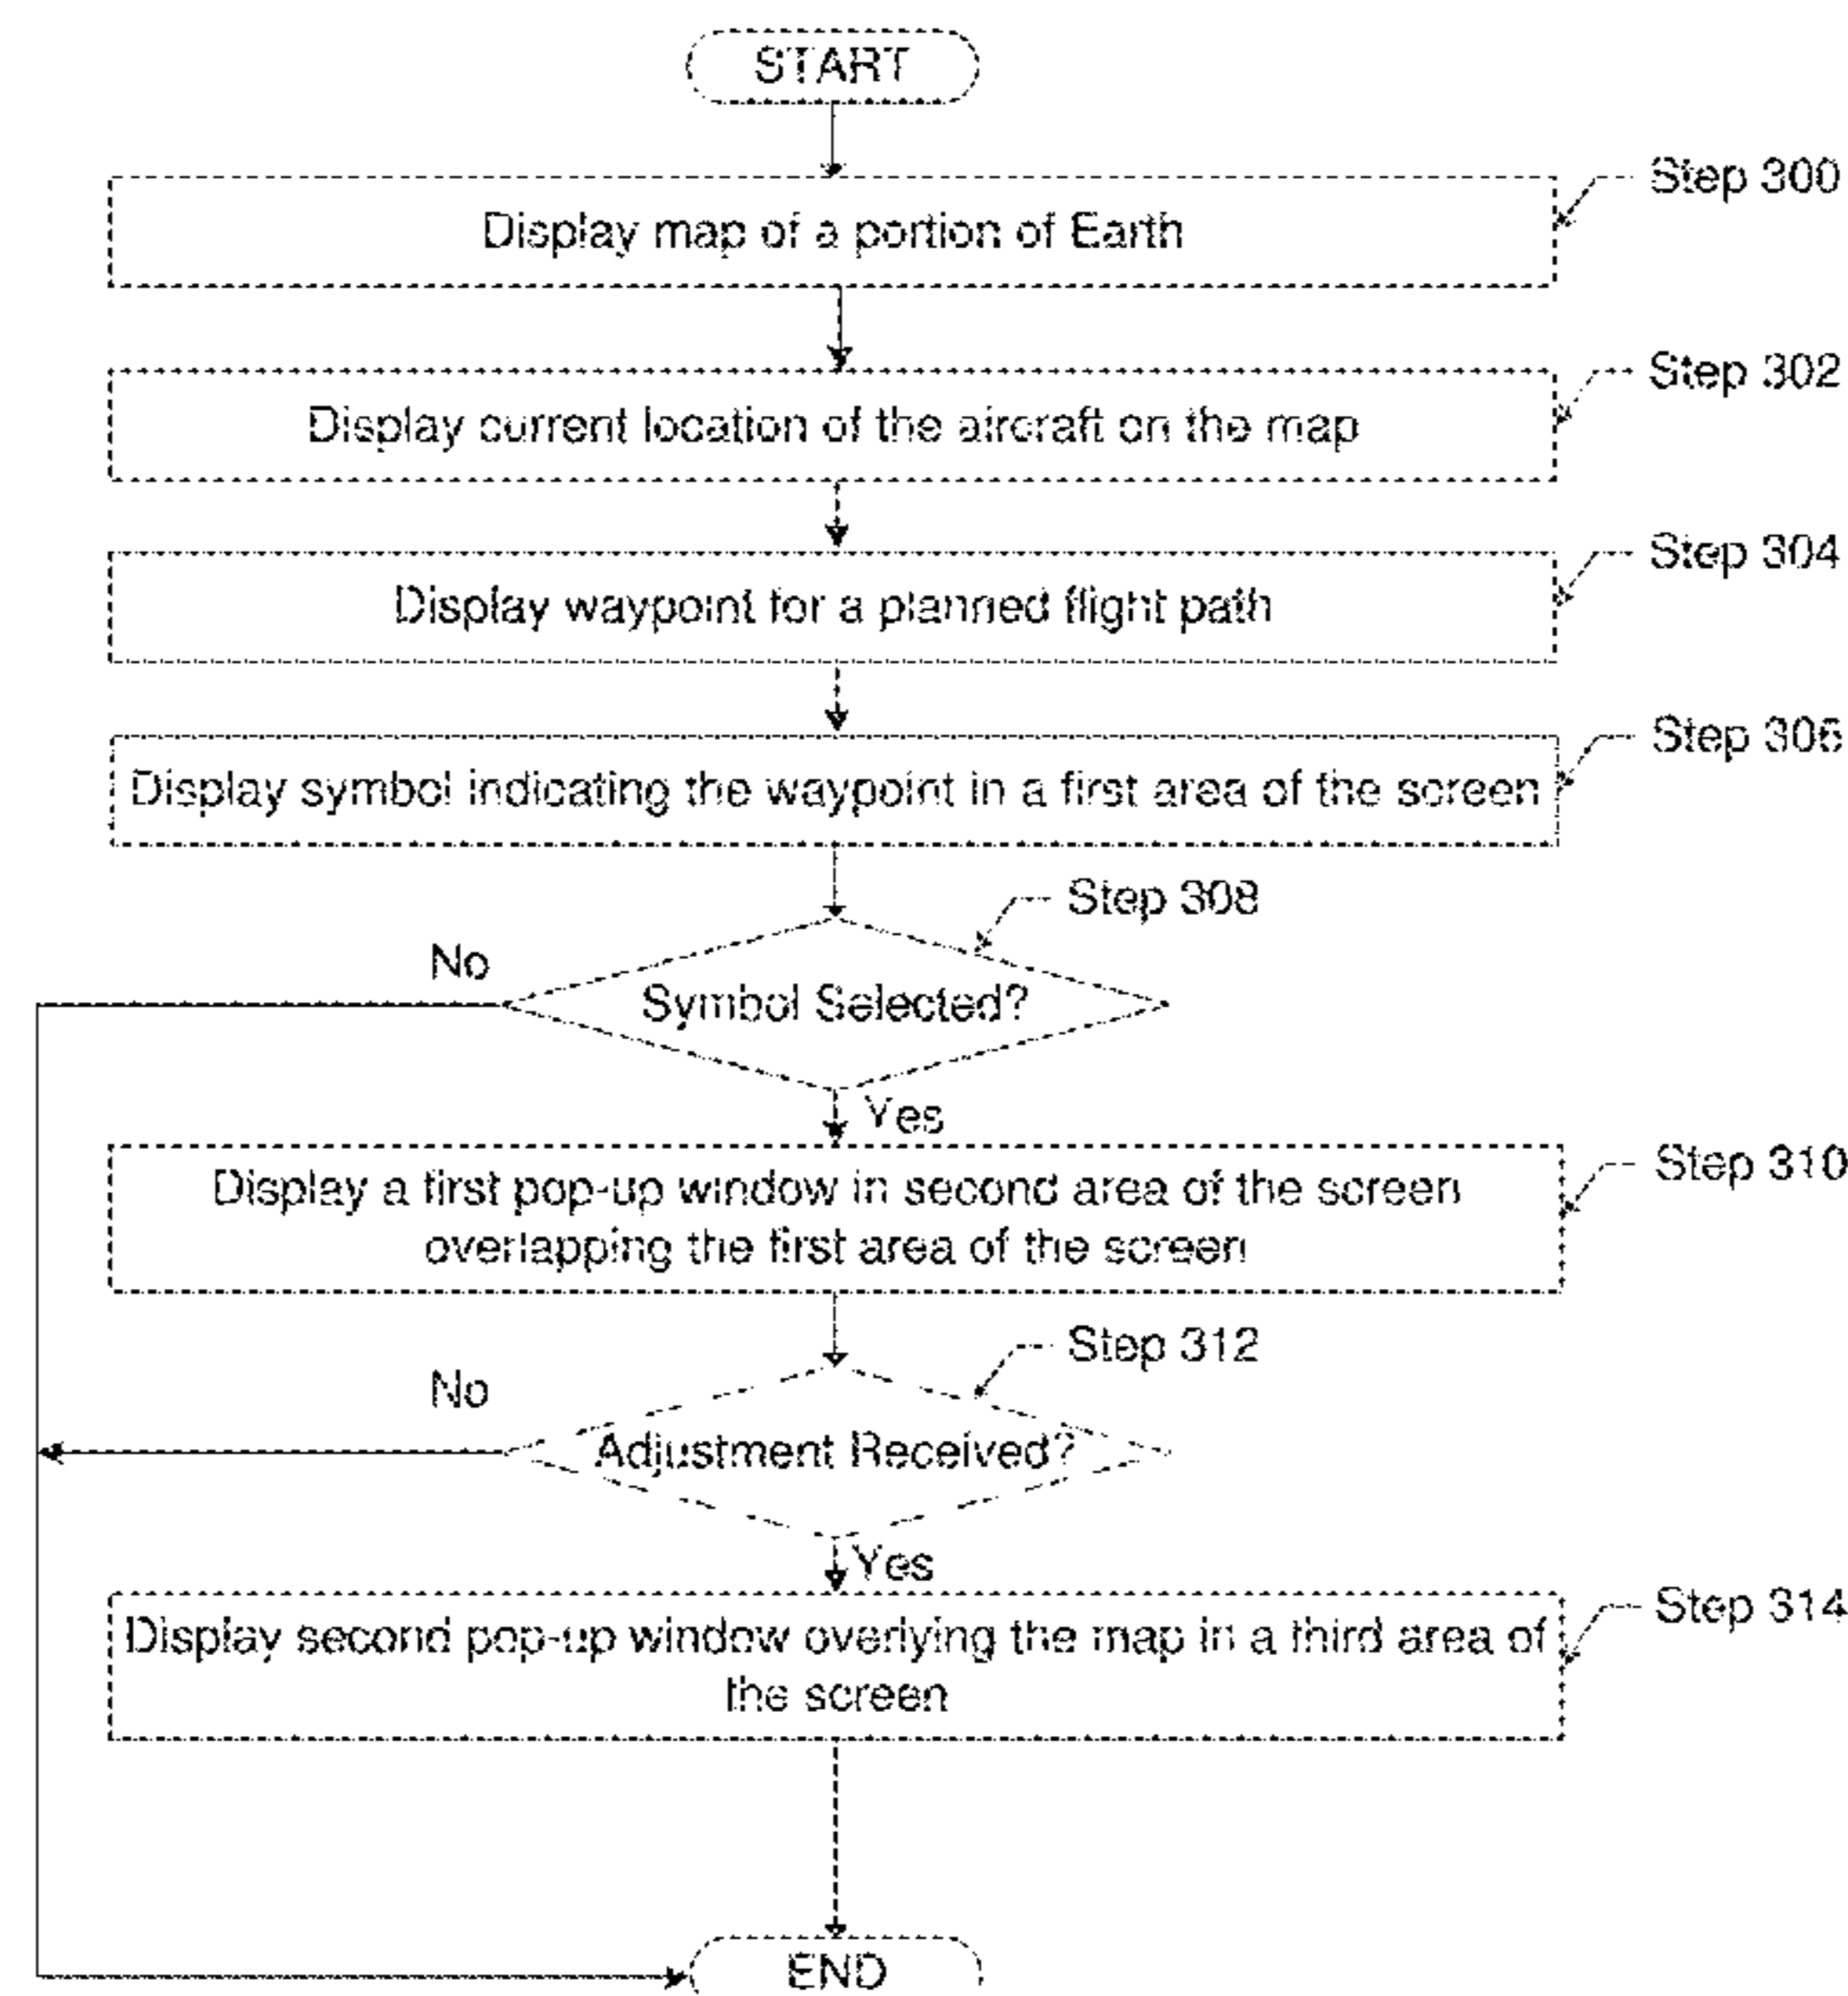 START
Step 300
Display map of a portion of Earth
Step 302
Display current location of the aircraft on the map
Step 304
Display waypoint for a planned flight path
Step 306
Display symbol indicating the waypoint in a first area of the screen
Step 308
No
Symbol Selected?
Yes
Step 310
Display a first pop-up window in second area of the screen
overlapping the first area of the screen
Step 312
No
Adjustment Received?
Yes
Step 314
Display second pop-up window overlying the map in a third area of
the screen
END